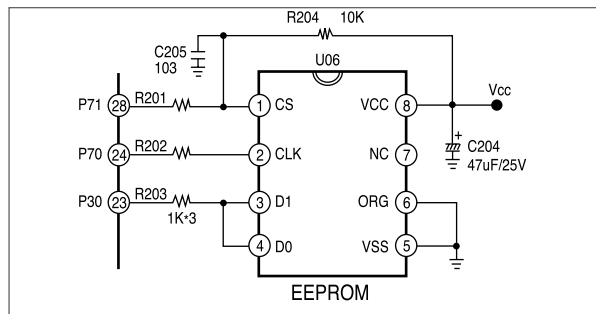 R204 10K
C205
103
U06
Vcc
P71 28 R201 1 CS VCC 8
+
C204
47uF/25V
P70 24 R202 2 CLK NC 7
P30 23 R203 3 D1 ORG 6
1K*3
4 D0 VSS 5
EEPROM